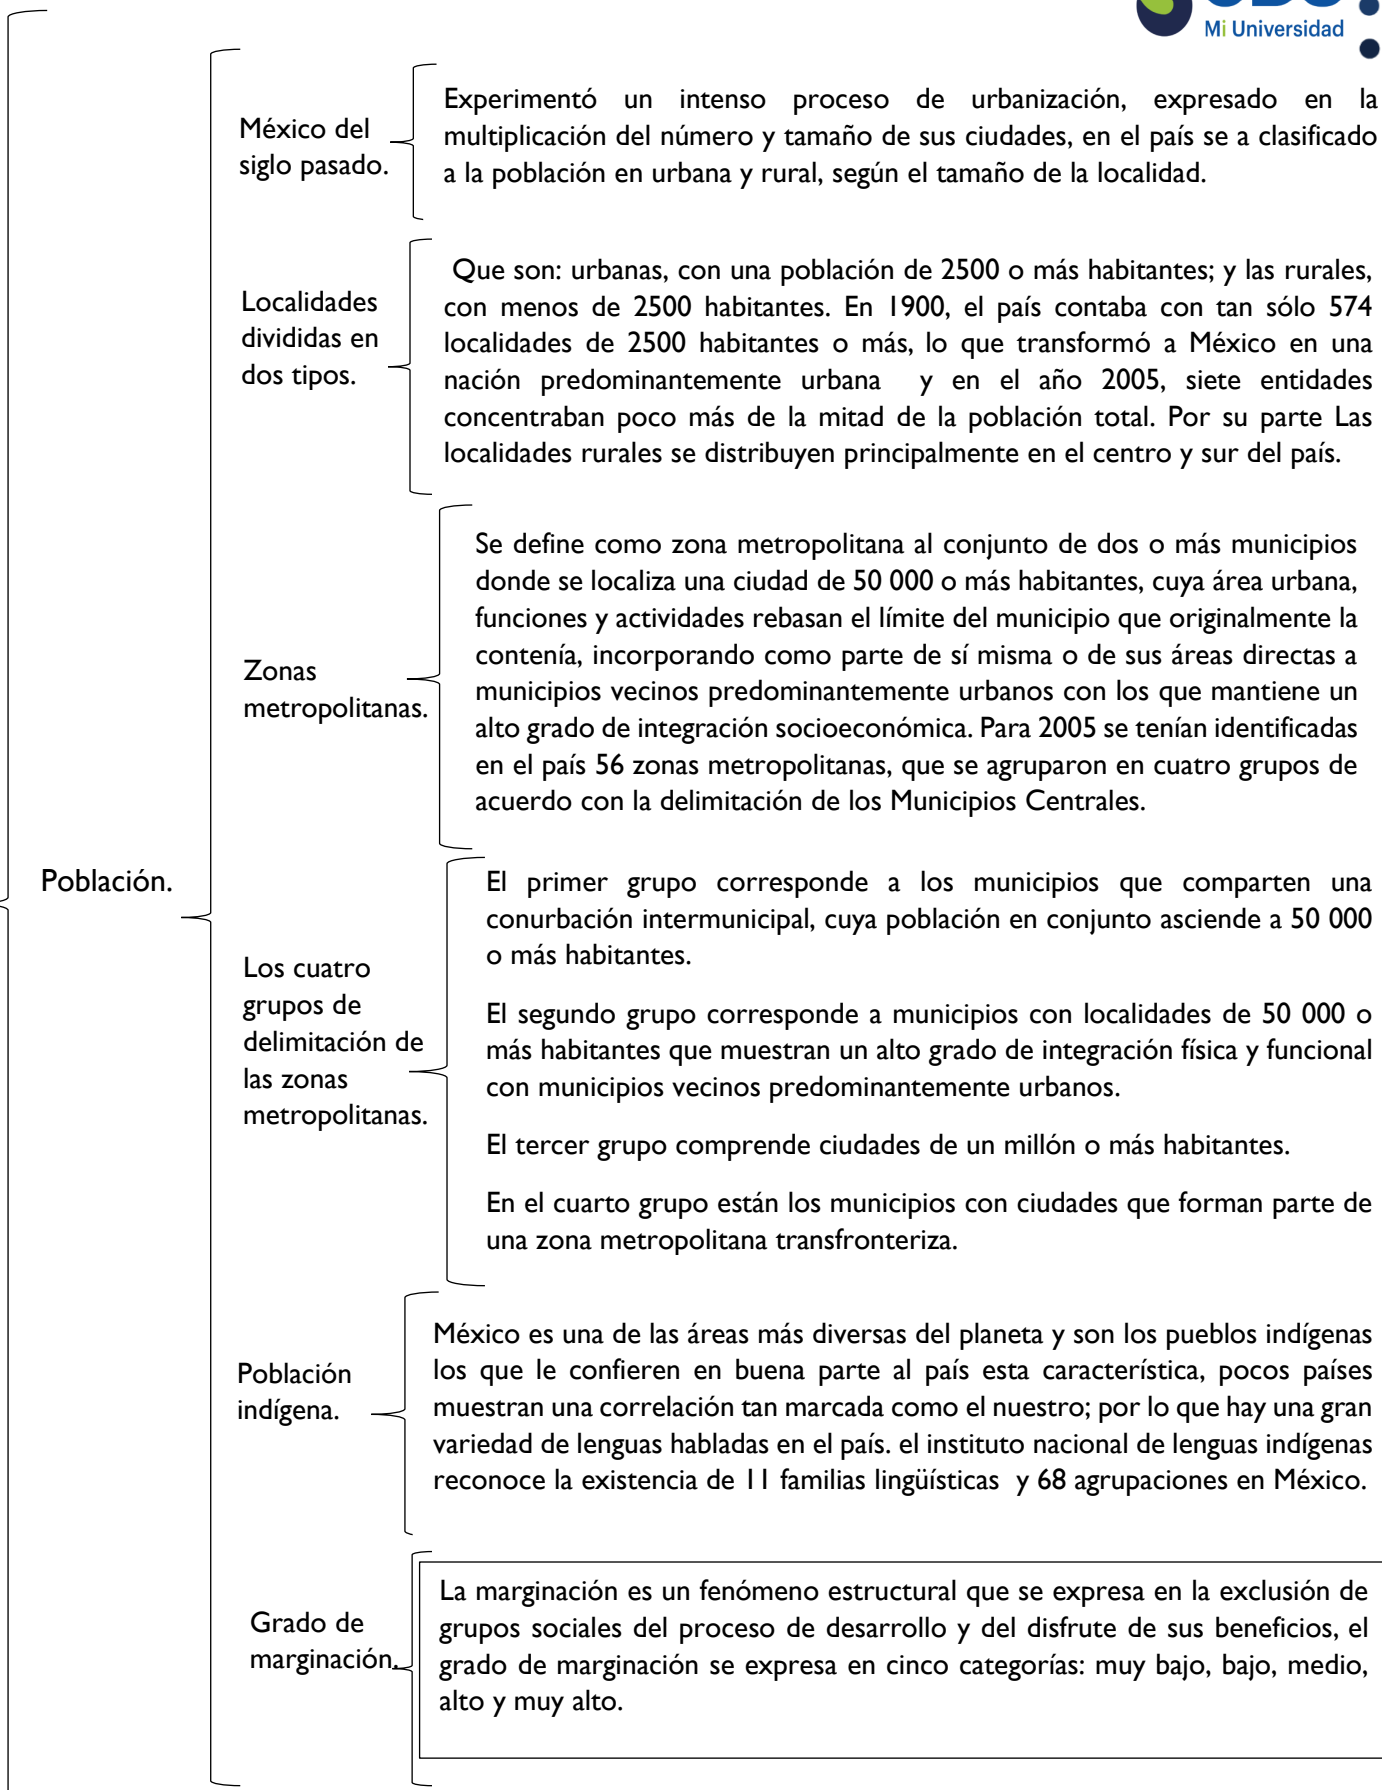 Mi Universidad
México del
siglo pasado.
Experimentó un intenso proceso de urbanización, expresado en la
multiplicación del número y tamaño de sus ciudades, en el país se a clasificado
a la población en urbana y rural, según el tamaño de la localidad.
Localidades
divididas en
dos tipos.
Que son: urbanas, con una población de 2500 o más habitantes; y las rurales,
con menos de 2500 habitantes. En 1900, el país contaba con tan sólo 574
localidades de 2500 habitantes o más, lo que transformó a México en una
nación predominantemente urbana y en el año 2005, siete entidades
concentraban poco más de la mitad de la población total. Por su parte Las
localidades rurales se distribuyen principalmente en el centro y sur del país.
Zonas
metropolitanas.
Se define como zona metropolitana al conjunto de dos o más municipios
donde se localiza una ciudad de 50 000 o más habitantes, cuya área urbana,
funciones y actividades rebasan el límite del municipio que originalmente la
contenía, incorporando como parte de sí misma o de sus áreas directas a
municipios vecinos predominantemente urbanos con los que mantiene un
alto grado de integración socioeconómica. Para 2005 se tenían identificadas
en el país 56 zonas metropolitanas, que se agruparon en cuatro grupos de
acuerdo con la delimitación de los Municipios Centrales.
Población.
Los cuatro
grupos de
delimitación de
las zonas
metropolitanas.
El primer grupo corresponde a los municipios que comparten una
conurbación intermunicipal, cuya población en conjunto asciende a 50 000
o más habitantes.
El segundo grupo corresponde a municipios con localidades de 50 000 o
más habitantes que muestran un alto grado de integración física y funcional
con municipios vecinos predominantemente urbanos.
El tercer grupo comprende ciudades de un millón o más habitantes.
En el cuarto grupo están los municipios con ciudades que forman parte de
una zona metropolitana transfronteriza.
Población
indígena.
México es una de las áreas más diversas del planeta y son los pueblos indígenas
los que le confieren en buena parte al país esta característica, pocos países
muestran una correlación tan marcada como el nuestro; por lo que hay una gran
variedad de lenguas habladas en el país. el instituto nacional de lenguas indígenas
reconoce la existencia de 11 familias lingüísticas y 68 agrupaciones en México.
Grado de
marginación.
La marginación es un fenómeno estructural que se expresa en la exclusión de
grupos sociales del proceso de desarrollo y del disfrute de sus beneficios, el
grado de marginación se expresa en cinco categorías: muy bajo, bajo, medio,
alto y muy alto.